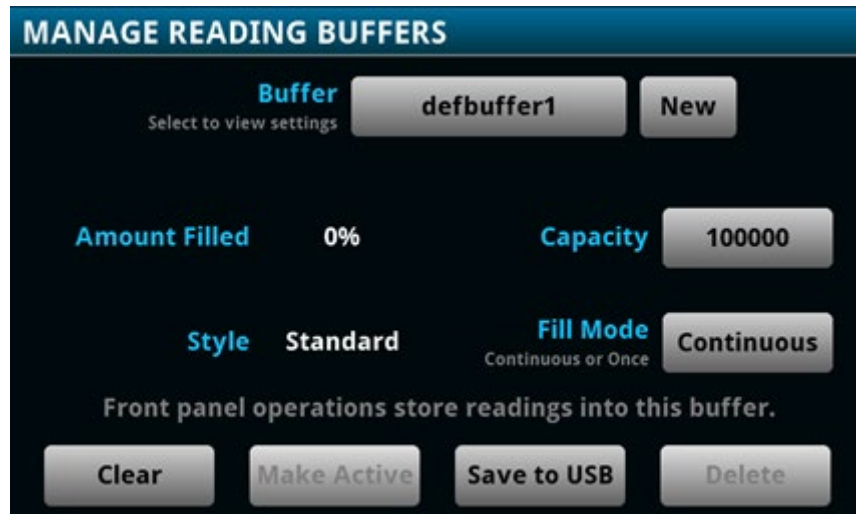 MANAGE READING BUFFERS
Buffer defbuffer1 New
Select to view settings
Amount Filled 0% Capacity 100000
Style Standard Fill Mode Continuous
Continuous or Once
Front panel operations store readings into this buffer.
Clear Make Active Save to USB Delete